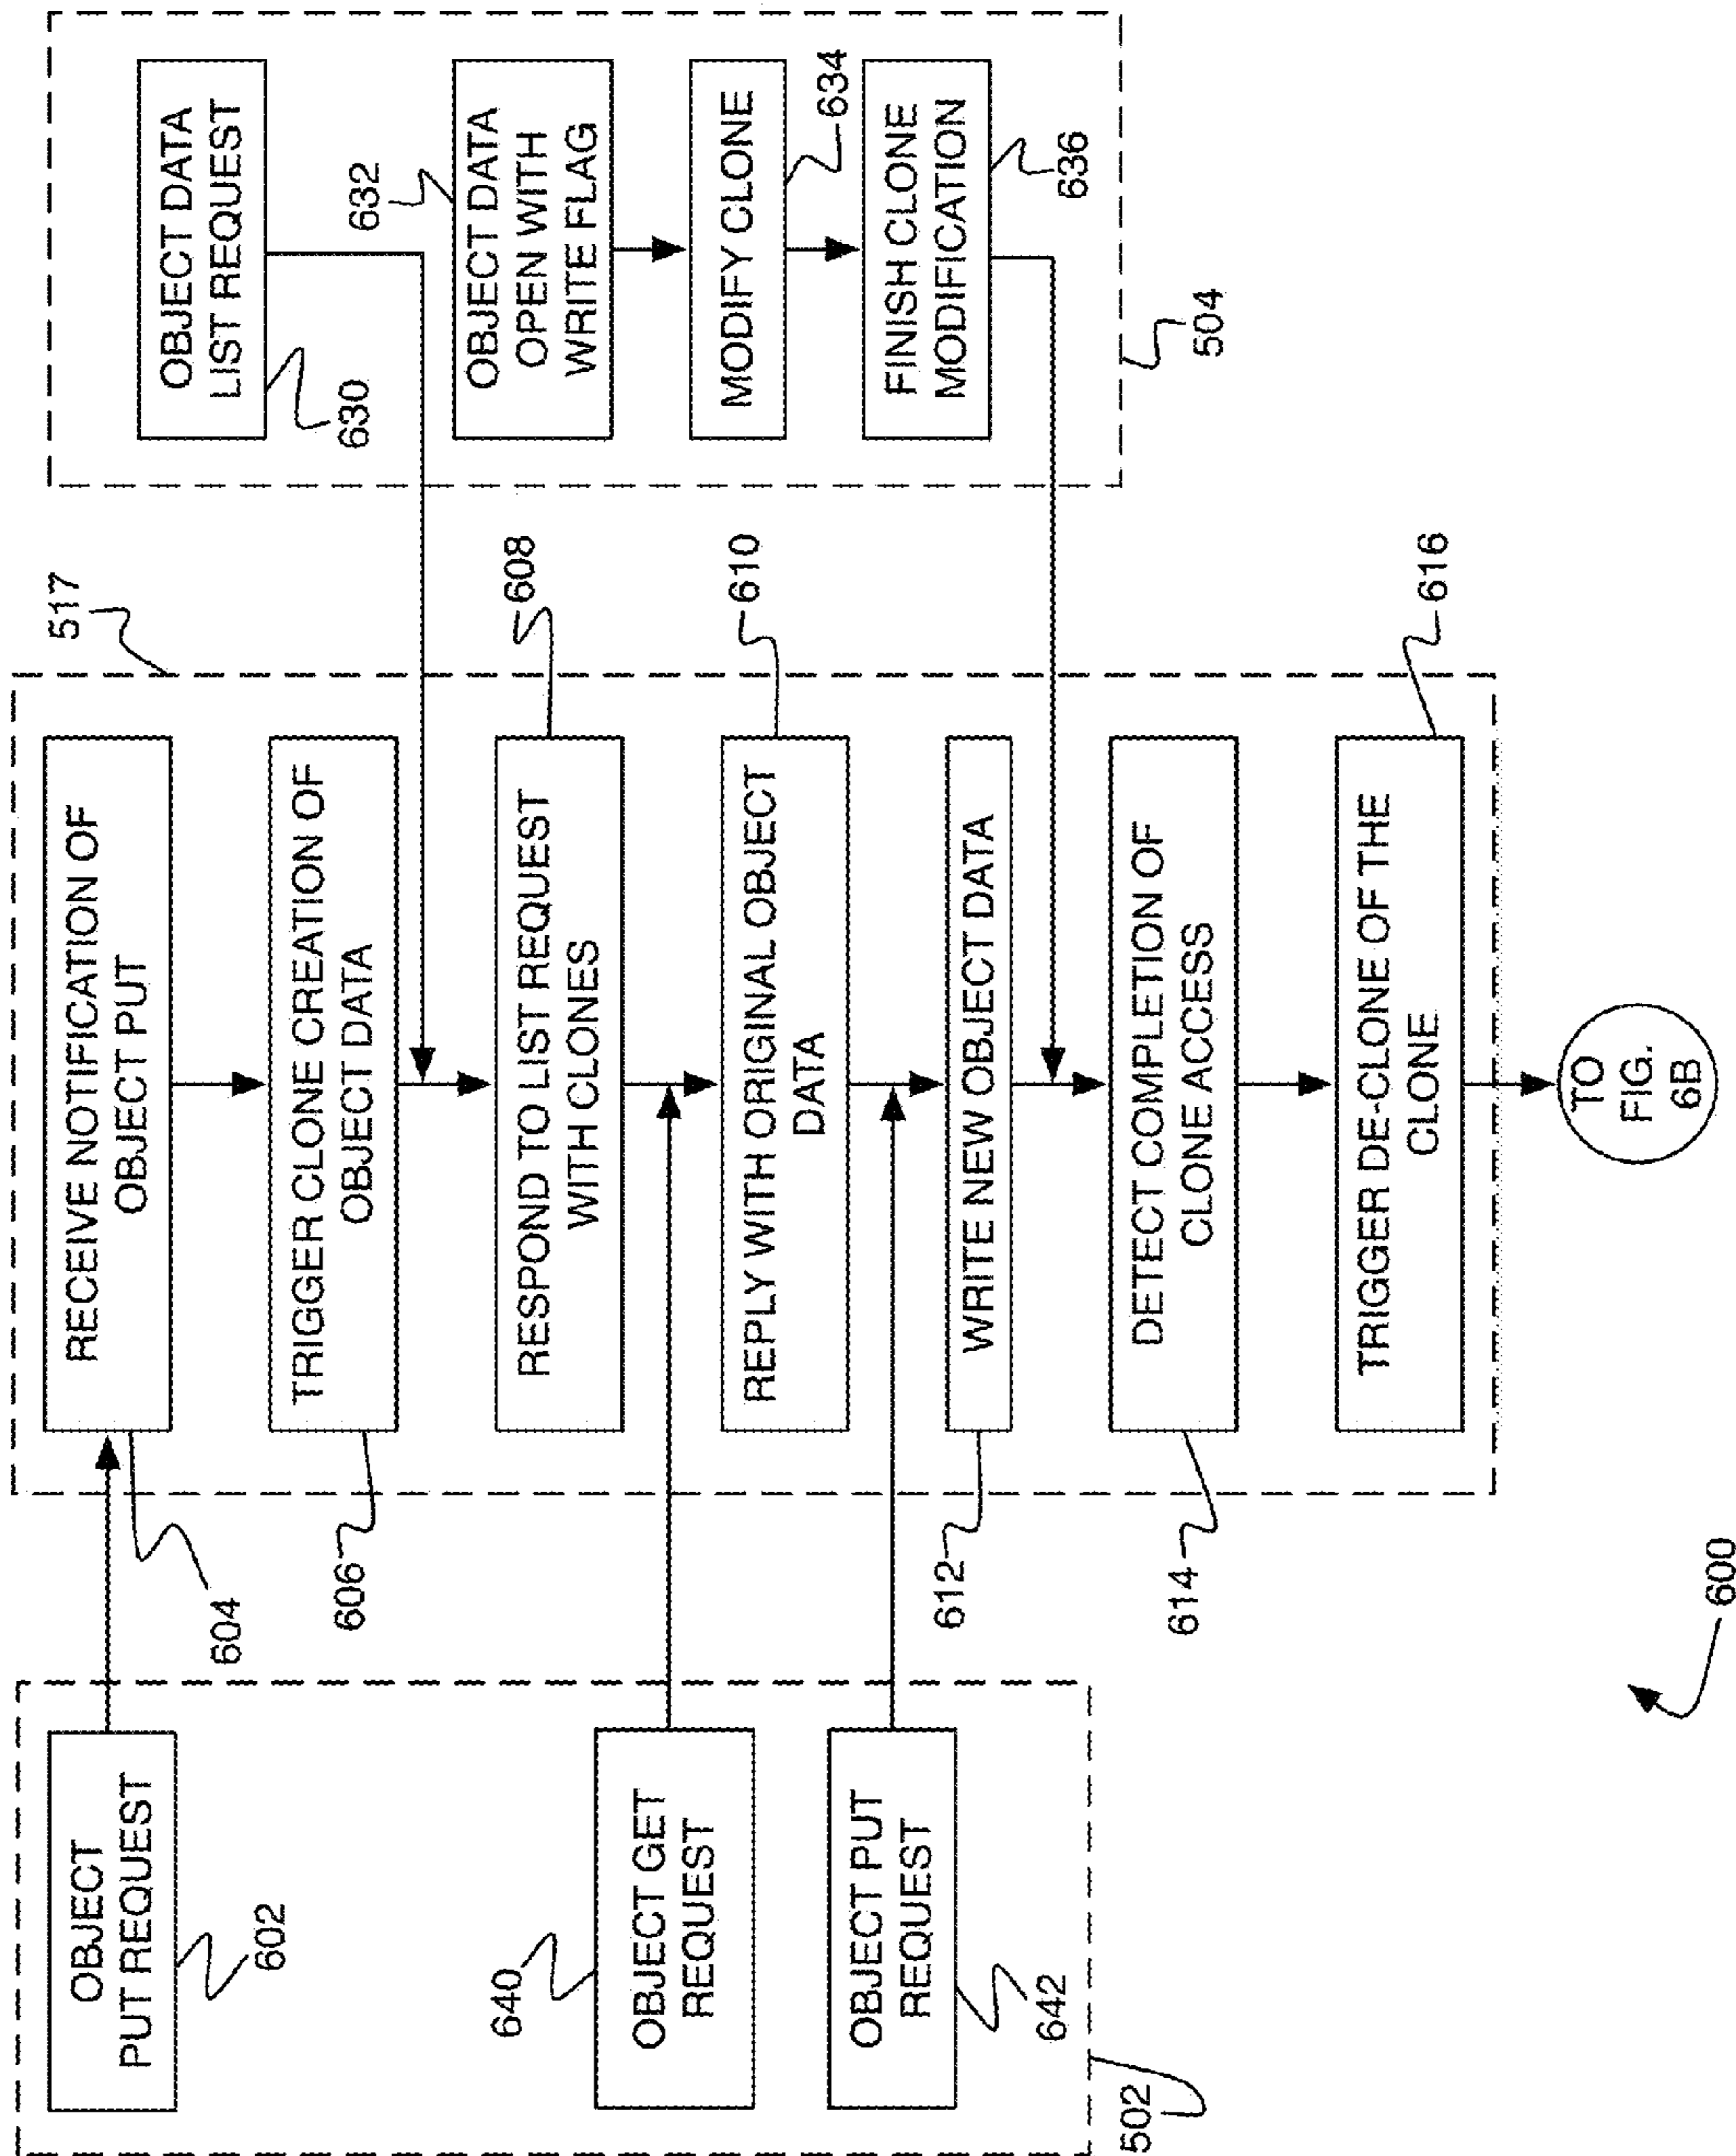 OBJECT
PUT REQUEST
602
OBJECT GET
REQUEST
640
OBJECT PUT
REQUEST
642
502
517
RECEIVE NOTIFICATION OF
OBJECT PUT
604
TRIGGER CLONE CREATION OF
OBJECT DATA
606
RESPOND TO LIST REQUEST
WITH CLONES
608
REPLY WITH ORIGINAL OBJECT
DATA
610
WRITE NEW OBJECT DATA
612
DETECT COMPLETION OF
CLONE ACCESS
614
TRIGGER DE-CLONE OF THE
CLONE
616
TO
FIG.
6B
OBJECT DATA
LIST REQUEST
630
632
OBJECT DATA
OPEN WITH
WRITE FLAG
MODIFY CLONE
634
FINISH CLONE
MODIFICATION
636
504
600